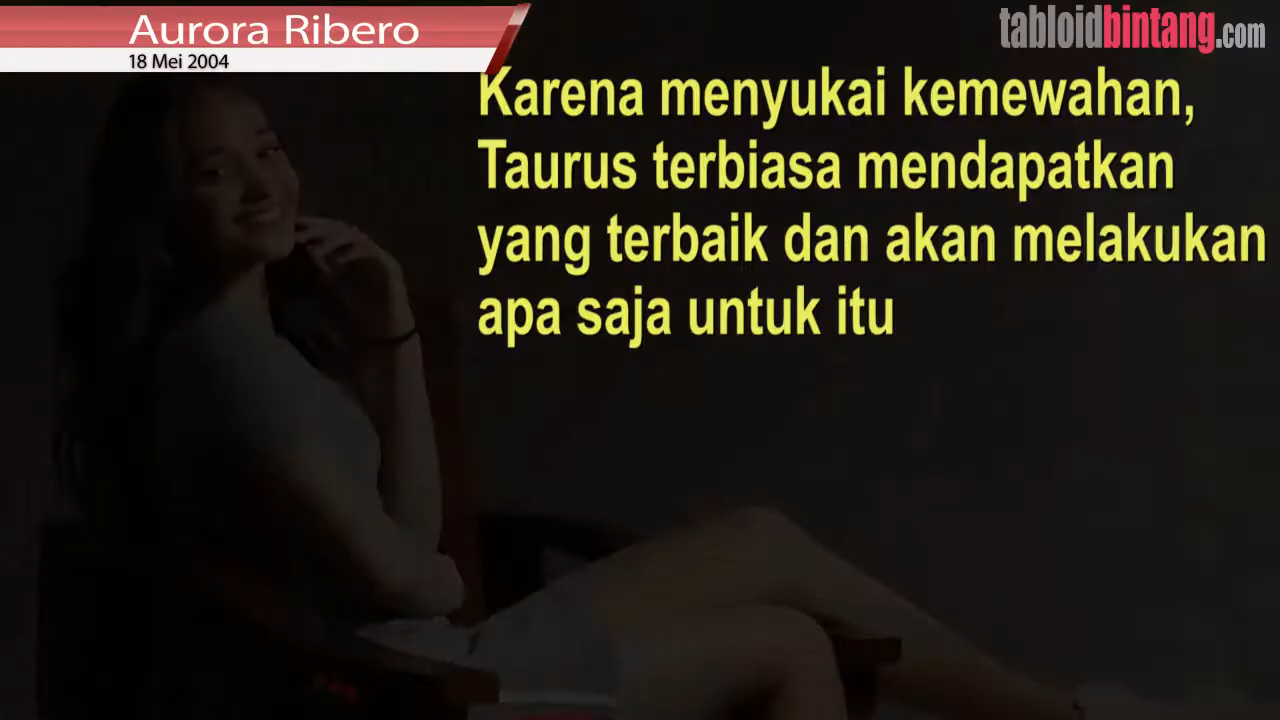 Aurora Ribero
18 Mei 2004
tabloidbintang.com
Karena menyukai kemewahan,
Taurus terbiasa mendapatkan
yang terbaik dan akan melakukan
apa saja untuk itu